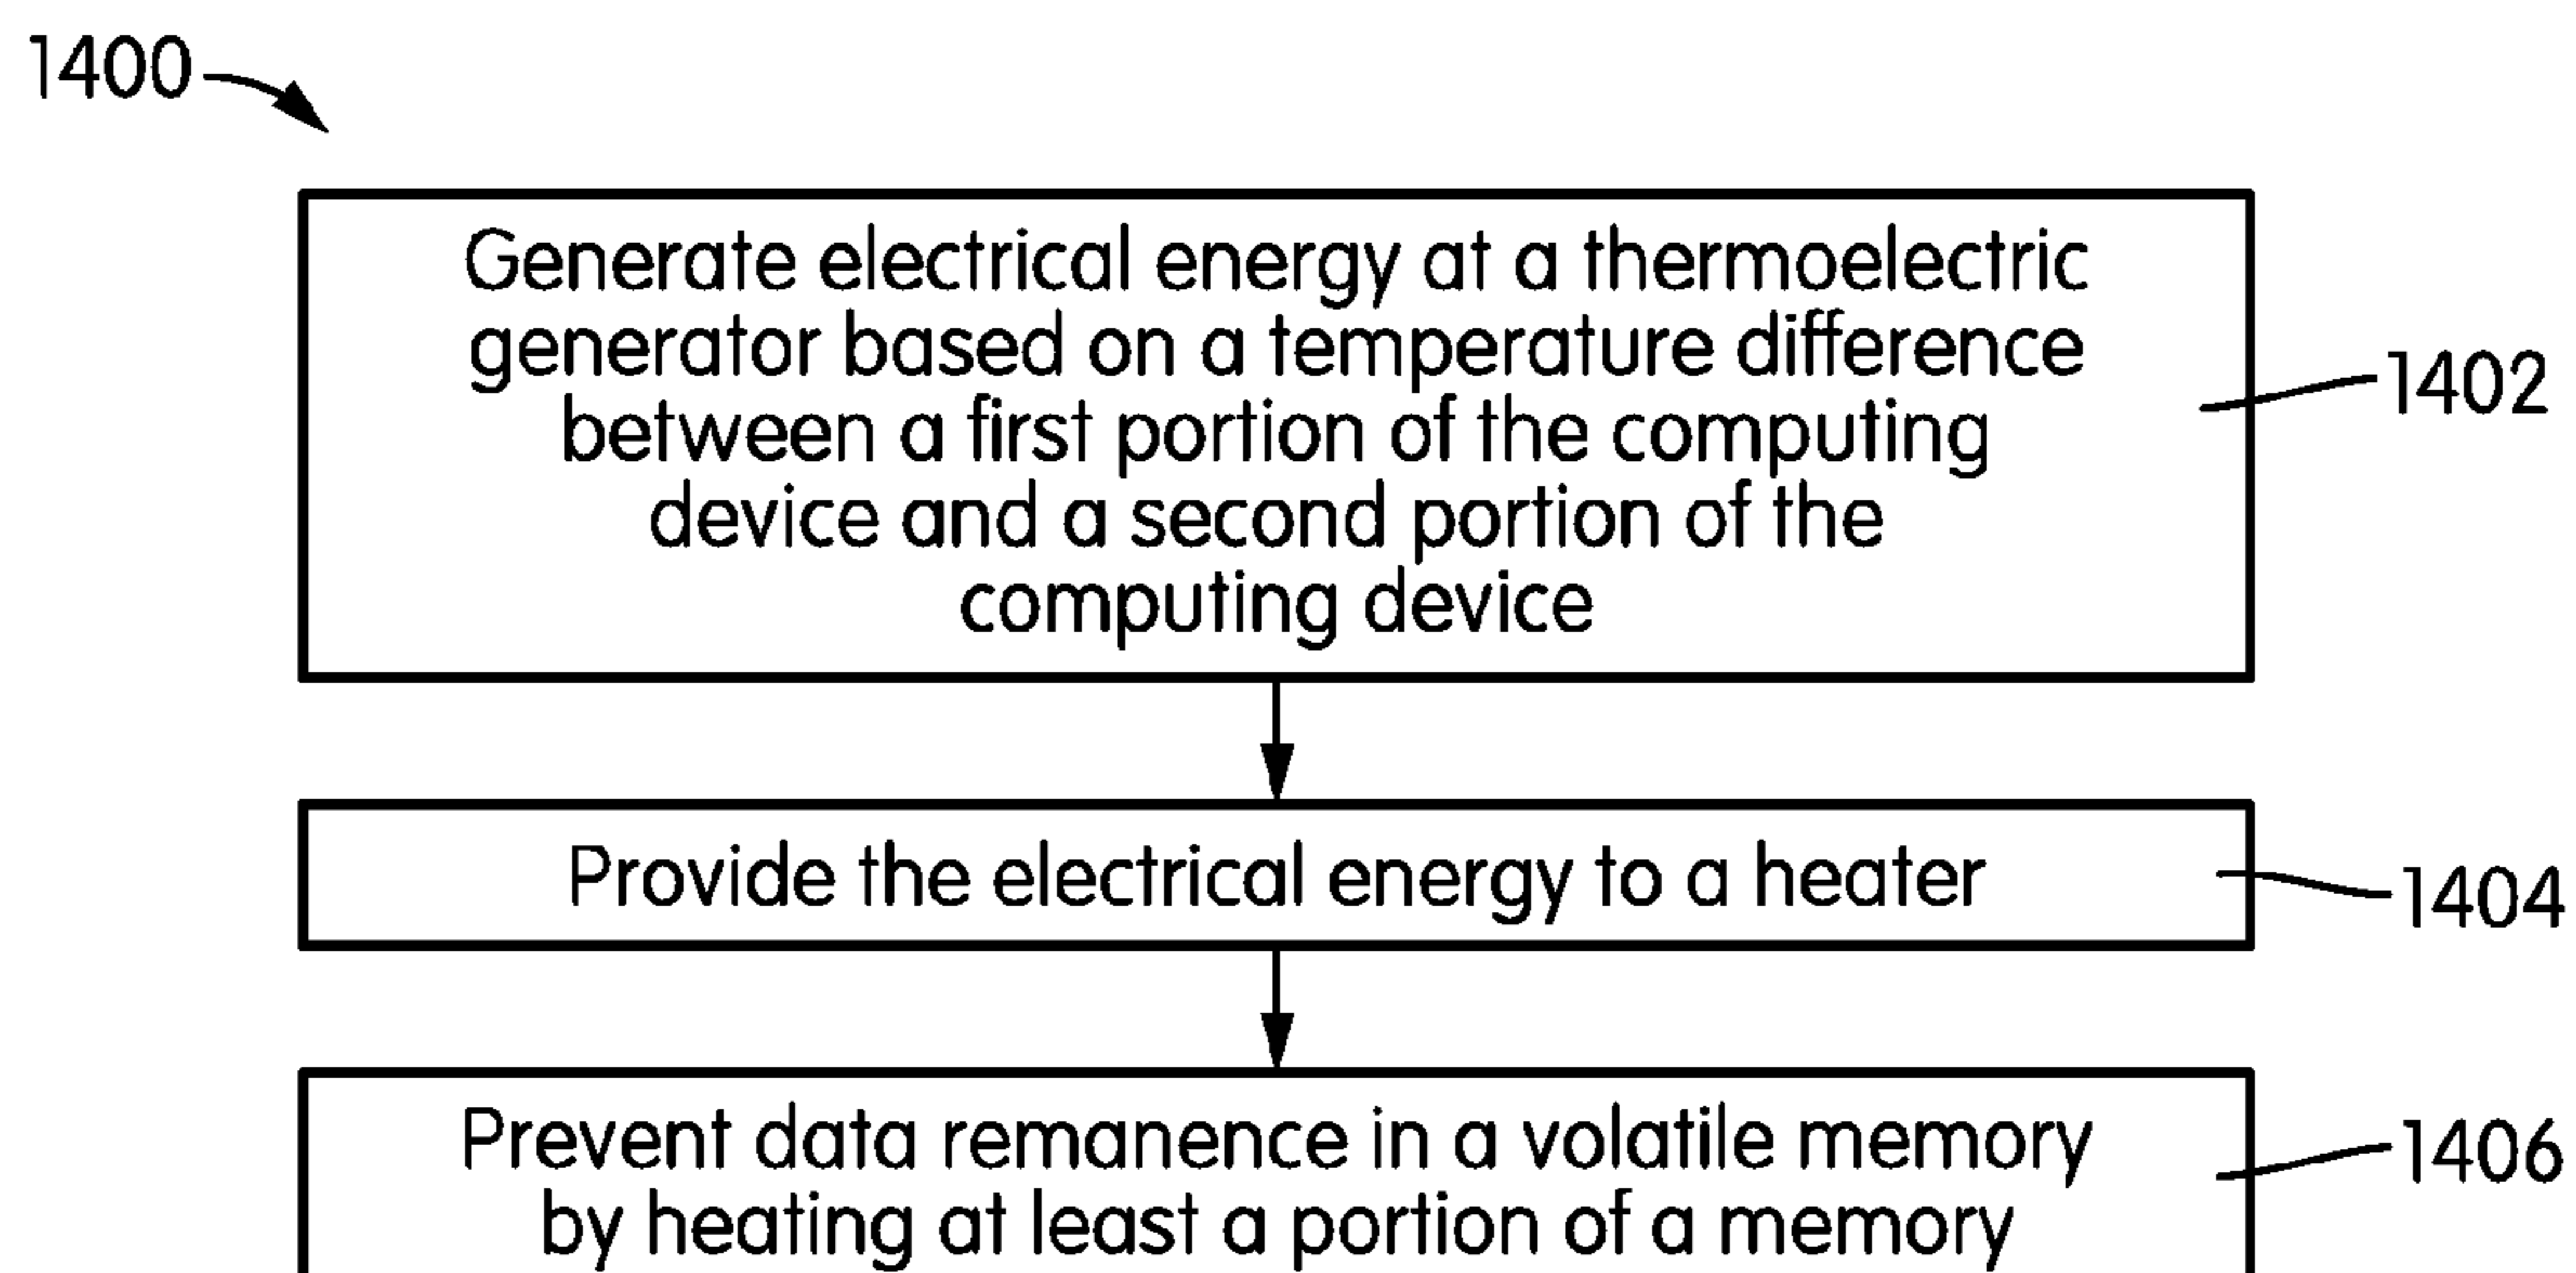 1400
Generate electrical energy at a thermoelectric
generator based on a temperature difference
between a first portion of the computing
device and a second portion of the
computing device
1402
Provide the electrical energy to a heater
1404
Prevent data remanence in a volatile memory
by heating at least a portion of a memory
1406